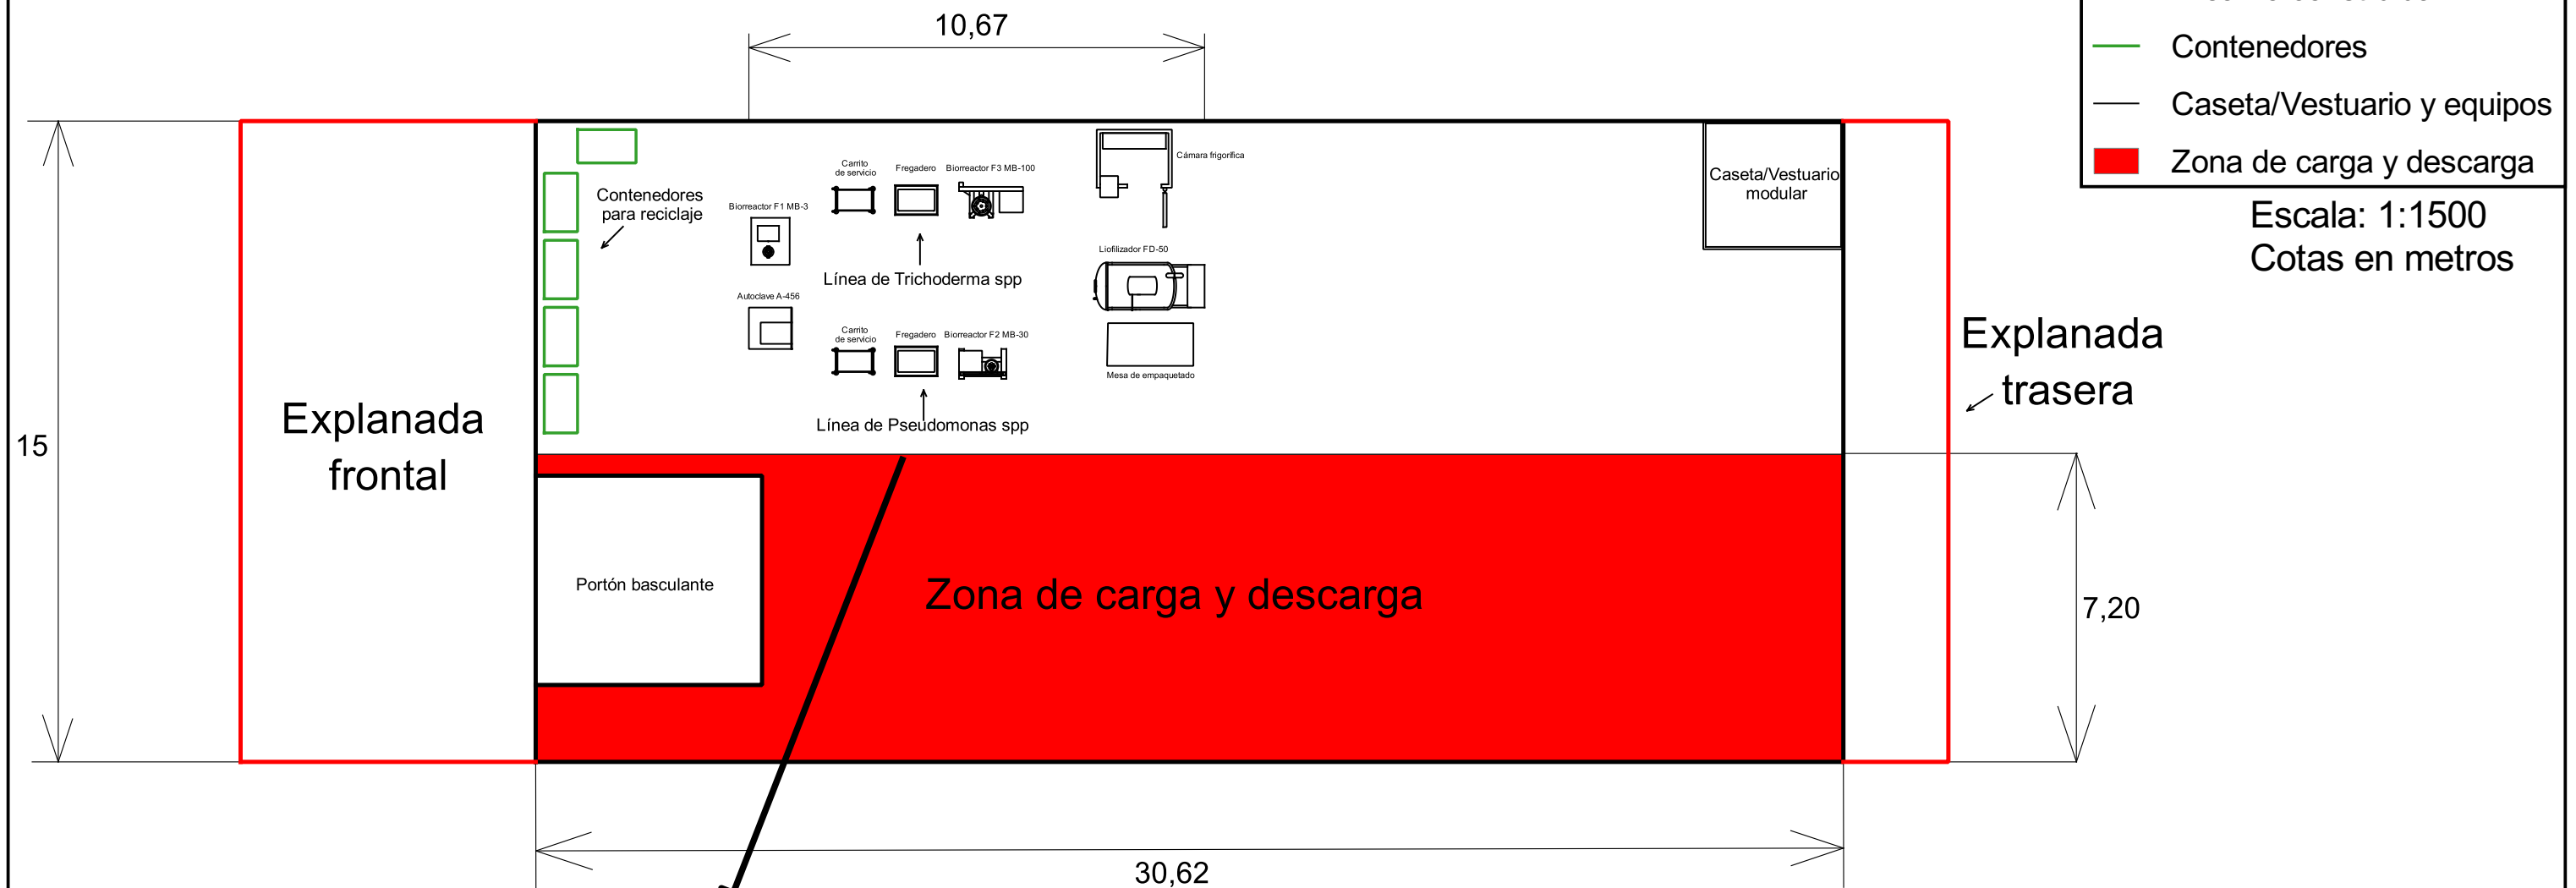 10,67
Contenedores
Caseta/Vestuario y equipos
Zona de carga y descarga
Escala: 1:1500
Cotas en metros
Carrito
de servicio
Fregadero
Biorreactor F3 MB-100
Cámara frigorífica
Caseta/Vestuario
modular
Contenedores
para reciclaje
Biorreactor F1 MB-3
Línea de Trichoderma spp
Liofilizador FD-50
Autoclave A-456
Carrito
de servicio
Fregadero
Biorreactor F2 MB-30
Mesa de empaquetado
Línea de Pseudomonas spp
Explanada
trasera
Explanada
frontal
15
Portón basculante
Zona de carga y descarga
7,20
30,62